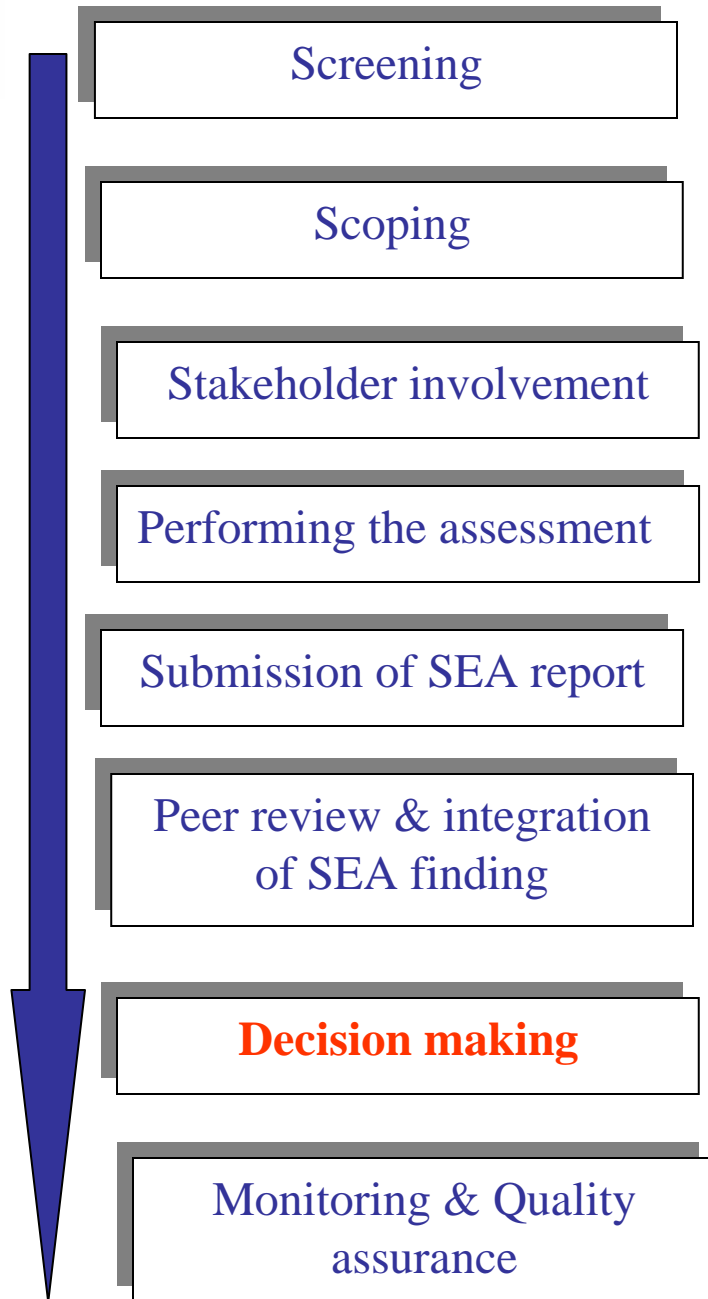 Screening
Scoping
Stakeholder involvement
Performing the assessment
Submission of SEA report
Peer review & integration
of SEA finding
Decision making
Monitoring & Quality
assurance